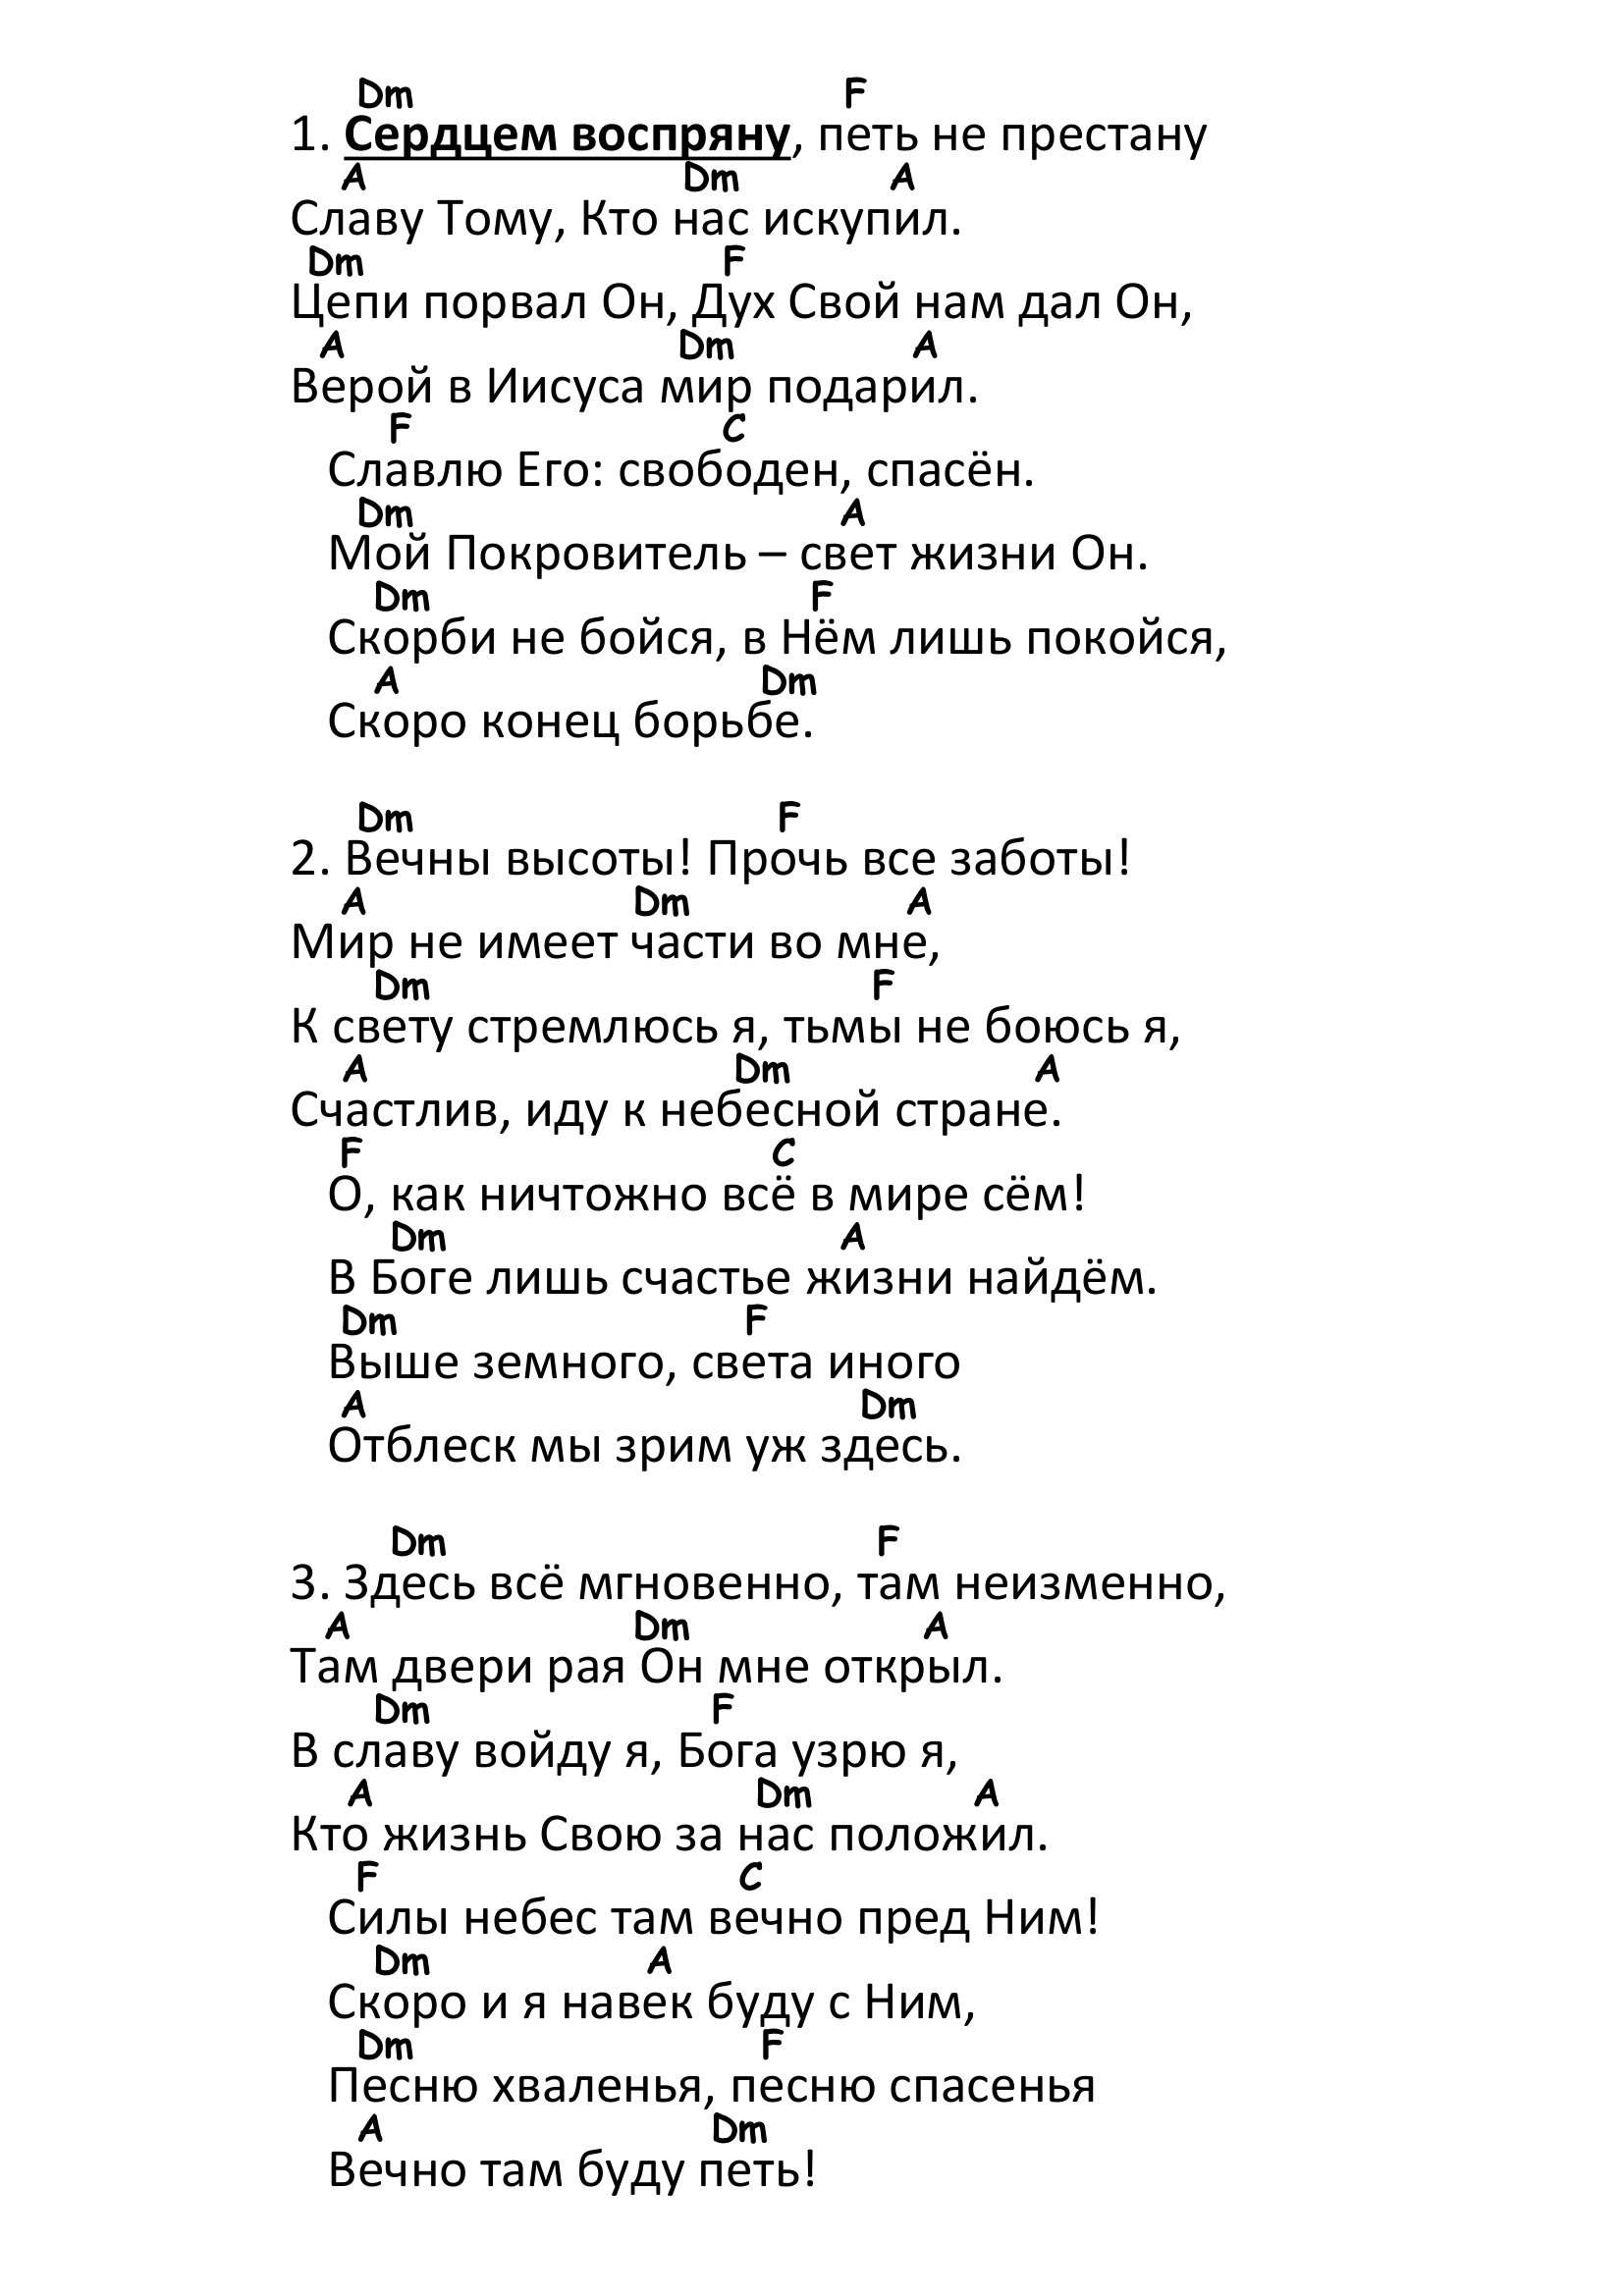 Dm F
1. Сердцем воспряну, петь не престану
A Dm A
Славу Тому, Кто нас искупил.
Dm F
Цепи порвал Он, Дух Свой нам дал Он,
A Dm A
Верой в Иисуса мир подарил.
F C
Славлю Его: свободен, спасён.
Dm A
Мой Покровитель – свет жизни Он.
Dm F
Скорби не бойся, в Нём лишь покойся,
A Dm
Скоро конец борьбе.
Dm F
2. Вечны высоты! Прочь все заботы!
A Dm A
Мир не имеет части во мне,
Dm F
К свету стремлюсь я, тьмы не боюсь я,
A Dm A
Счастлив, иду к небесной стране.
F C
О, как ничтожно всё в мире сём!
Dm A
В Боге лишь счастье жизни найдём.
Dm F
Выше земного, света иного
A Dm
Отблеск мы зрим уж здесь.
Dm F
3. Здесь всё мгновенно, там неизменно,
A Dm A
Там двери рая Он мне открыл.
Dm F
В славу войду я, Бога узрю я,
A Dm A
Кто жизнь Свою за нас положил.
F C
Силы небес там вечно пред Ним!
Dm A
Скоро и я навек буду с Ним,
Dm F
Песню хваленья, песню спасенья
A Dm
Вечно там буду петь!